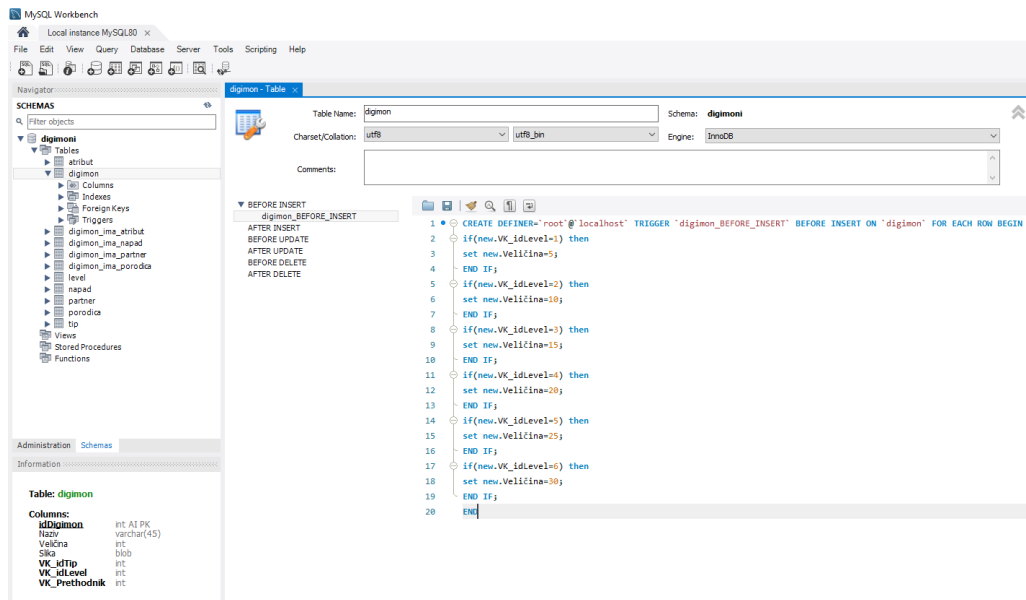 MySQL Workbench
Local instance MySQL80 ×
File Edit View Query Database Server Tools Scripting Help
Navigator
SCHEMAS
Filter objects
digimoni
Tables
atribut
digimon
Columns
Indexes
Foreign Keys
Triggers
digimon_ima_atribut
digimon_ima_napad
digimon_ima_partner
digimon_ima_porodica
level
napad
partner
porodica
tip
Views
Stored Procedures
Functions
Administration Schemas
Information
Table: digimon
Columns:
idDigimon int AI PK
Naziv varchar(45)
Veličina int
Slika blob
VK_idTip int
VK_idLevel int
VK_Prethodnik int
digimon - Table ×
Table Name: digimon Schema: digimoni
Charset/Collation: utf8 utf8_bin Engine: InnoDB
Comments:
BEFORE INSERT
digimon_BEFORE_INSERT
AFTER INSERT
BEFORE UPDATE
AFTER UPDATE
BEFORE DELETE
AFTER DELETE
1 CREATE DEFINER=`root`@`localhost` TRIGGER `digimon_BEFORE_INSERT` BEFORE INSERT ON `digimon` FOR EACH ROW BEGIN
2 if(new.VK_idLevel=1) then
3 set new.Veličina=5;
4 END IF;
5 if(new.VK_idLevel=2) then
6 set new.Veličina=10;
7 END IF;
8 if(new.VK_idLevel=3) then
9 set new.Veličina=15;
10 END IF;
11 if(new.VK_idLevel=4) then
12 set new.Veličina=20;
13 END IF;
14 if(new.VK_idLevel=5) then
15 set new.Veličina=25;
16 END IF;
17 if(new.VK_idLevel=6) then
18 set new.Veličina=30;
19 END IF;
20 END